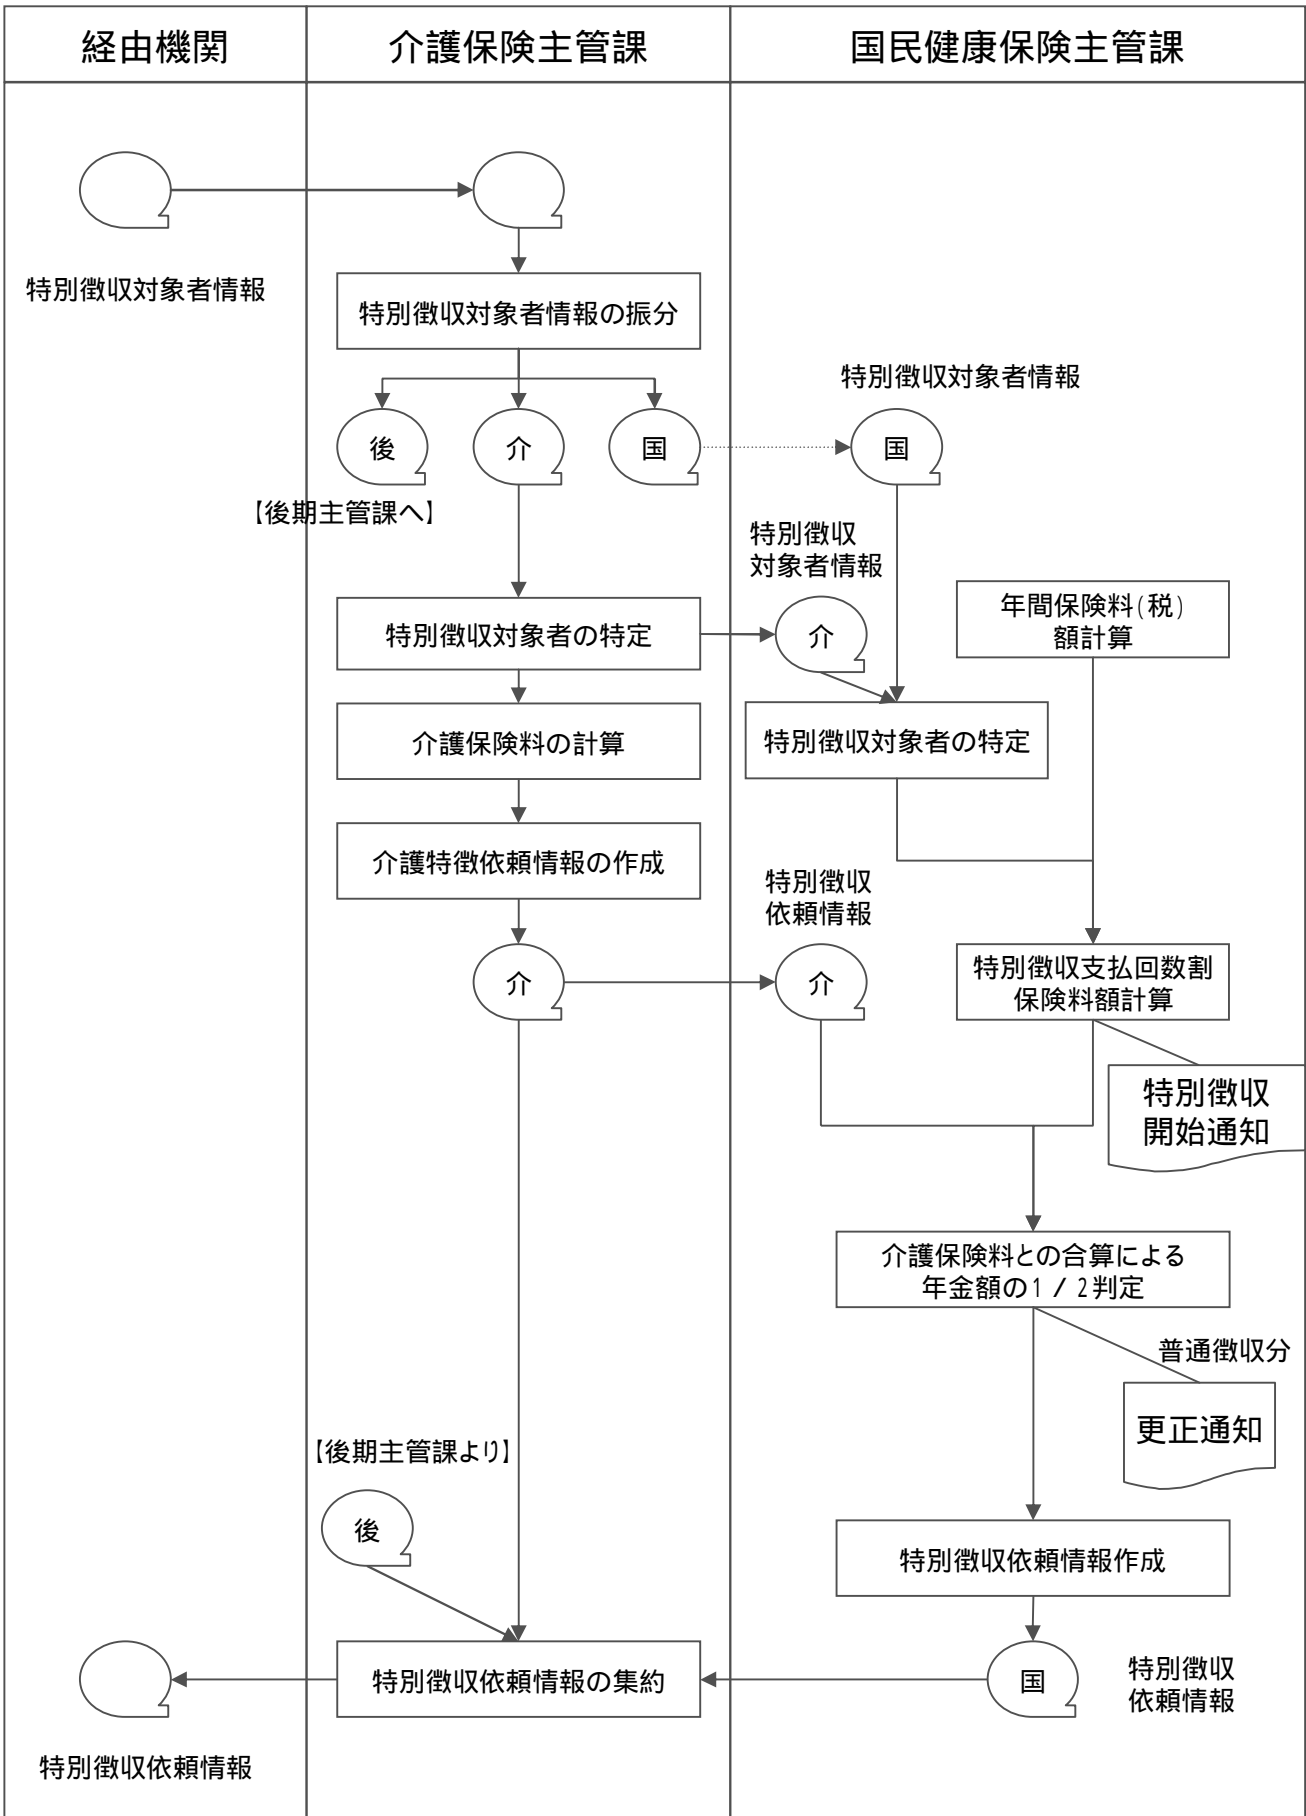 経由機関
介護保険主管課
国民健康保険主管課
特別徴収対象者情報
特別徴収対象者情報の振分
特別徴収対象者情報
後
介
国
国
【後期主管課へ】
特別徴収
対象者情報
年間保険料(税)
額計算
特別徴収対象者の特定
介
介護保険料の計算
特別徴収対象者の特定
介護特徴依頼情報の作成
特別徴収
依頼情報
介
介
特別徴収支払回数割
保険料額計算
特別徴収
開始通知
介護保険料との合算による
年金額の1/2判定
普通徴収分
更正通知
【後期主管課より】
後
特別徴収依頼情報作成
特別徴収依頼情報の集約
国
特別徴収
依頼情報
特別徴収依頼情報